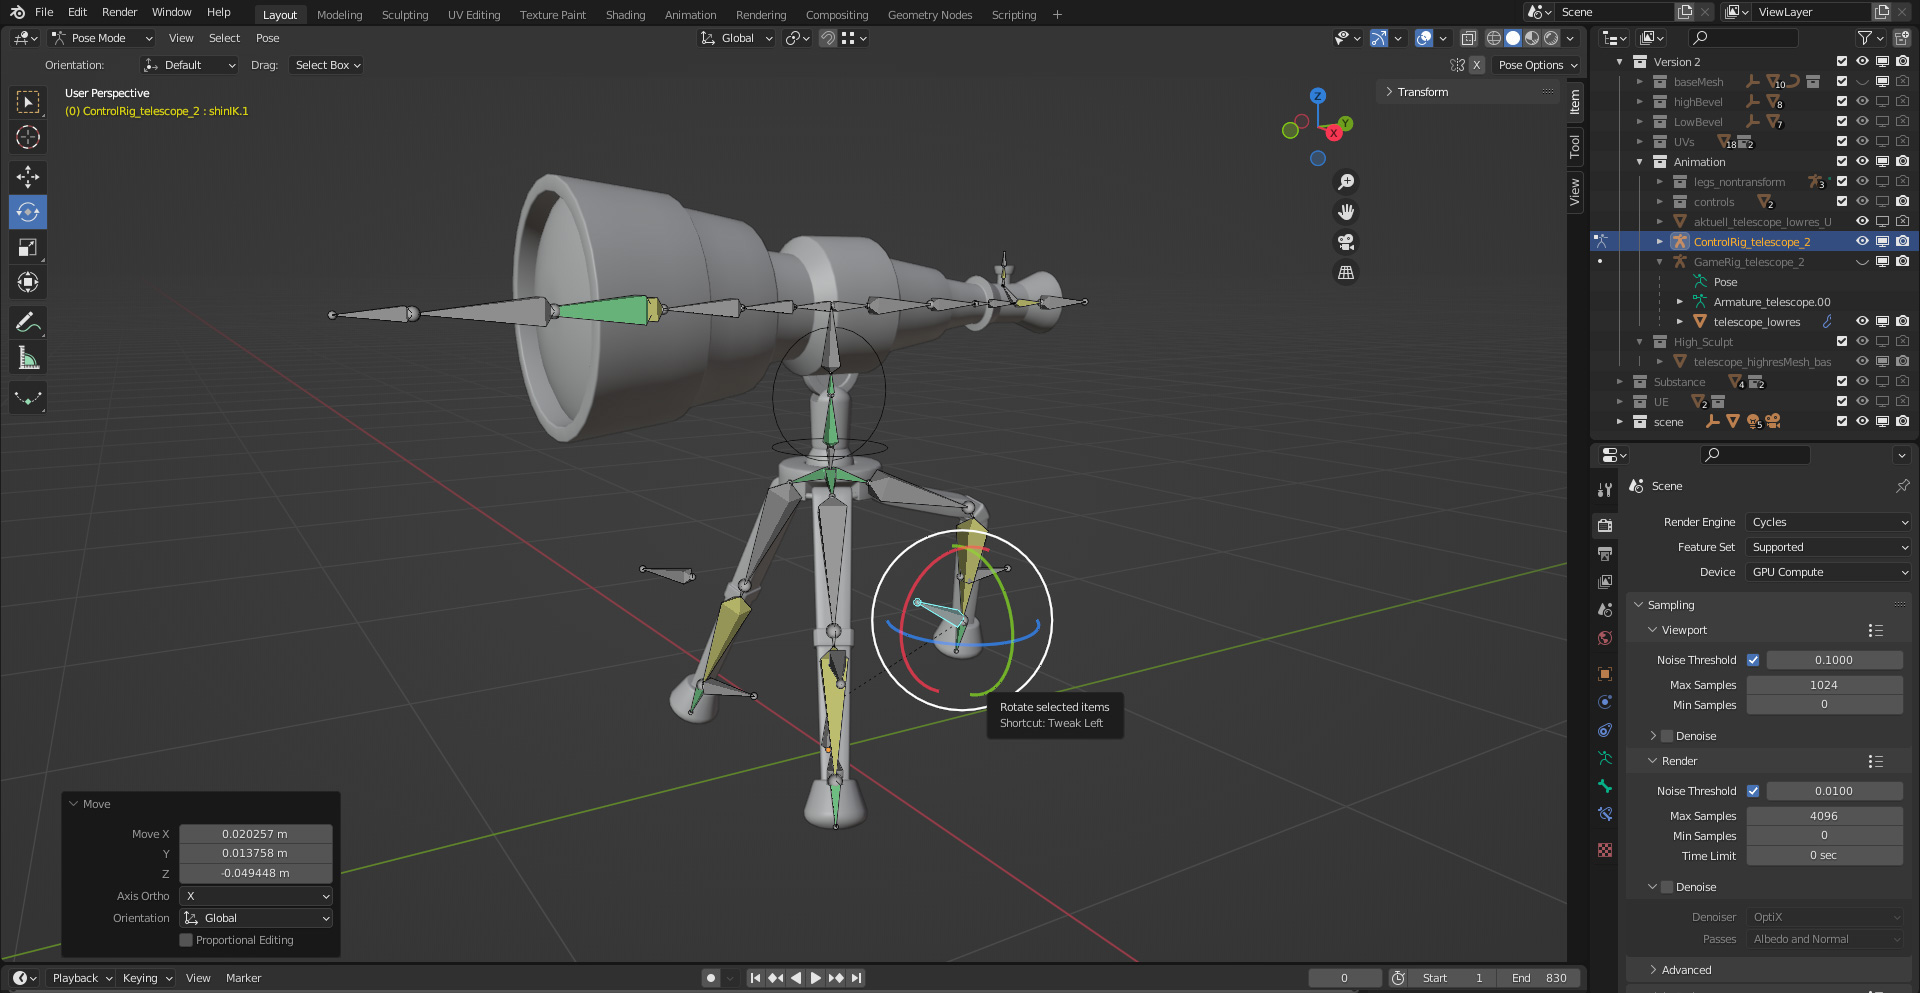 File Edit Render Window Help Layout Modeling Sculpting UV Editing Texture Paint Shading Animation Rendering Compositing Geometry Nodes Scripting + Scene ViewLayer
Pose Mode View Select Pose Global
Orientation: Default Drag: Select Box X Pose Options
User Perspective
(0) ControlRig_telescope_2 : shinIK.1
Transform
Item
Tool
View
Z
Y
X
Rotate selected items
Shortcut: Tweak Left
Move
Move X 0.020257 m
Y 0.013758 m
Z -0.049448 m
Axis Ortho X
Orientation Global
Proportional Editing
Playback Keying View Marker 0 Start 1 End 830
Version 2
baseMesh 10
highBevel 8
LowBevel 7
UVs 18 2
Animation
legs_nontransform 3
controls 2
aktuell_telescope_lowres_U
ControlRig_telescope_2
GameRig_telescope_2
Pose
Armature_telescope.00
telescope_lowres
High_Sculpt
telescope_highresMesh_bas
Substance 4 2
UE 2
scene 5
Scene
Render Engine Cycles
Feature Set Supported
Device GPU Compute
Sampling
Viewport
Noise Threshold 0.1000
Max Samples 1024
Min Samples 0
Denoise
Render
Noise Threshold 0.0100
Max Samples 4096
Min Samples 0
Time Limit 0 sec
Denoise
Denoiser OptiX
Passes Albedo and Normal
Advanced